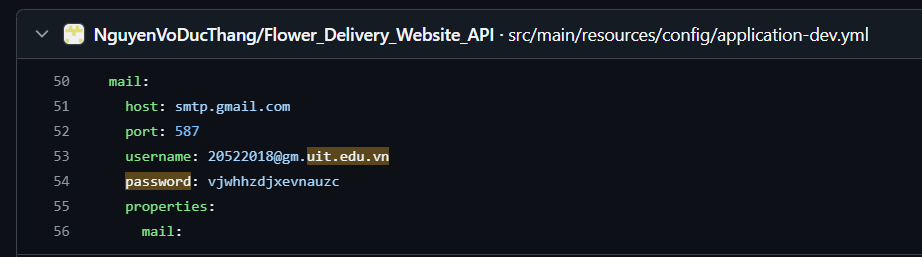 NguyenVoDucThang/Flower_Delivery_Website_API · src/main/resources/config/application-dev.yml
50 mail:
51 host: smtp.gmail.com
52 port: 587
53 username: 20522018@gm.uit.edu.vn
54 password: vjwhhzdjxevnauzc
55 properties:
56 mail: